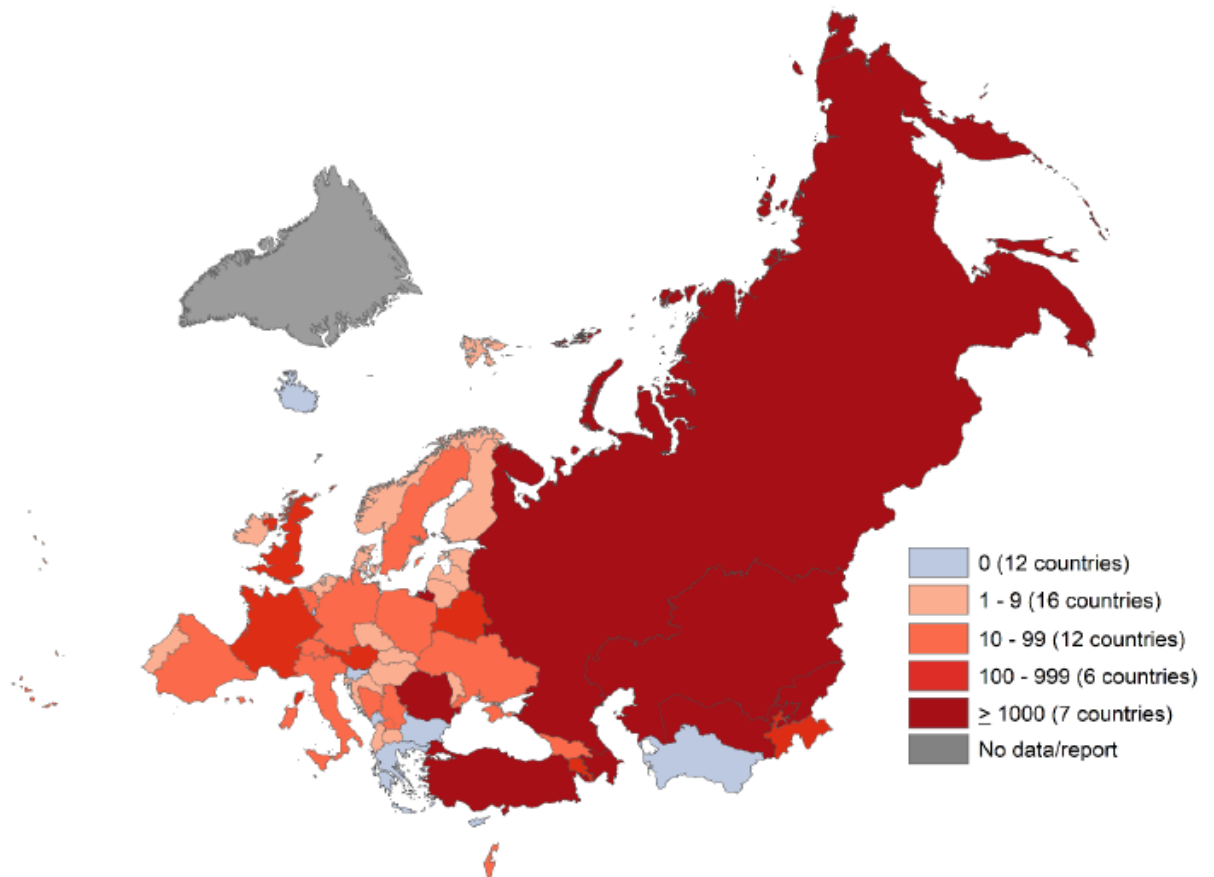 0 (12 countries)
1 - 9 (16 countries)
10 - 99 (12 countries)
100 - 999 (6 countries)
≥ 1000 (7 countries)
No data/report